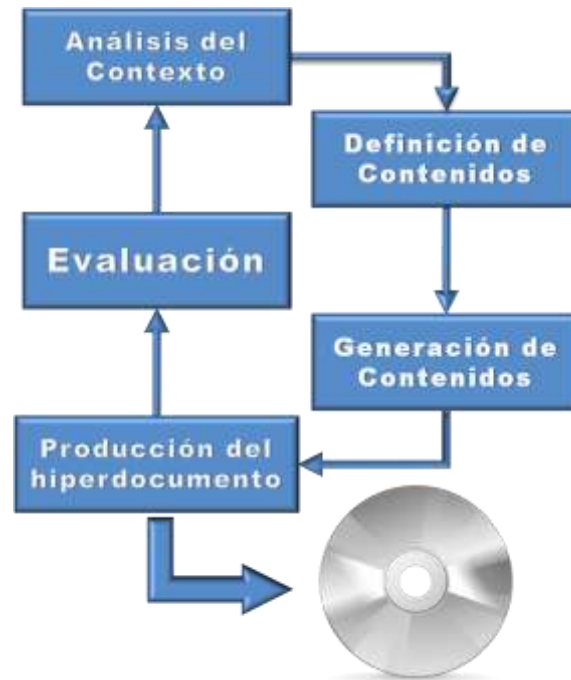 Análisis del
Contexto
Definición de
Contenidos
Generación de
Contenidos
Producción del
hiperdocumento
Evaluación